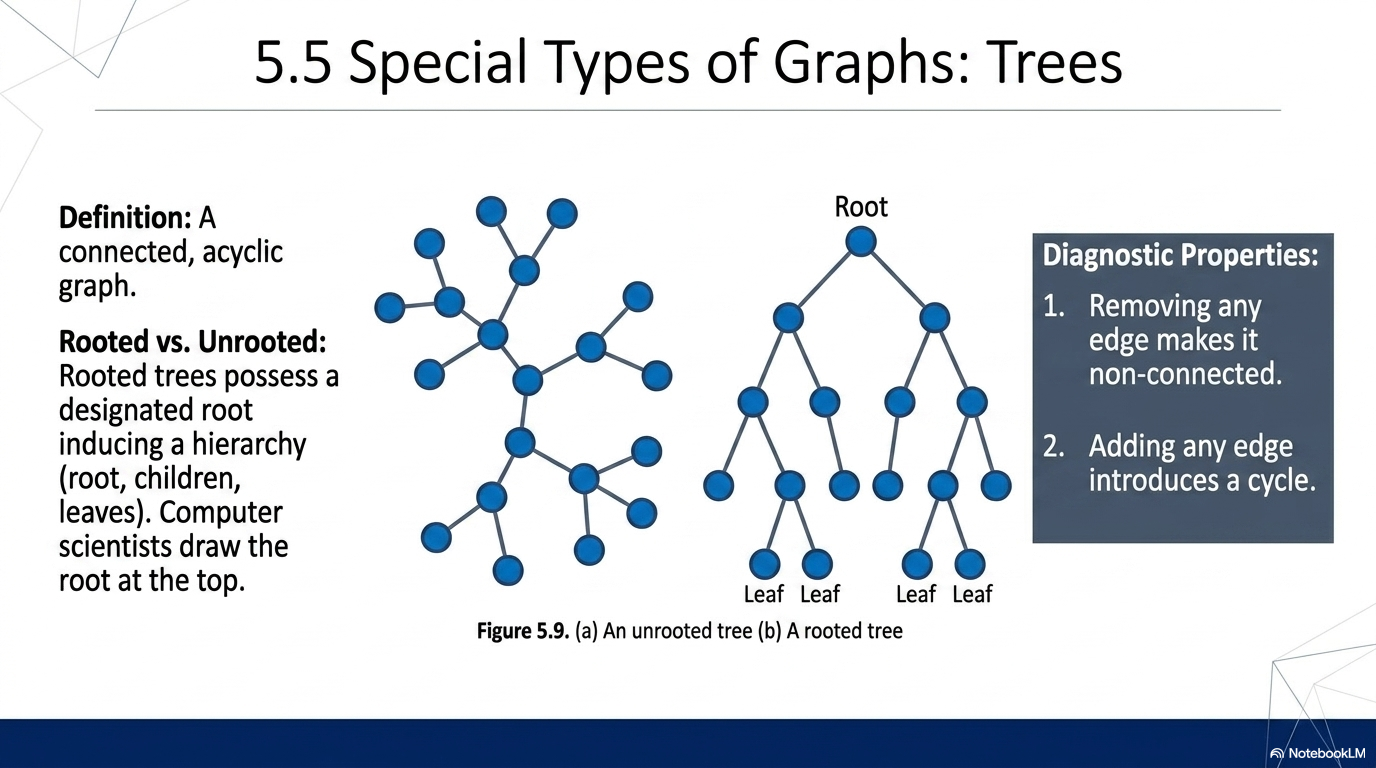 5.5 Special Types of Graphs: Trees
Definition: A
connected, acyclic
graph.
Rooted vs. Unrooted:
Rooted trees possess a
designated root
inducing a hierarchy
(root, children,
leaves). Computer
scientists draw the
root at the top.
Root
Leaf Leaf Leaf Leaf
Figure 5.9. (a) An unrooted tree (b) A rooted tree
Diagnostic Properties:
1. Removing any
edge makes it
non-connected.
2. Adding any edge
introduces a cycle.
NotebookLM